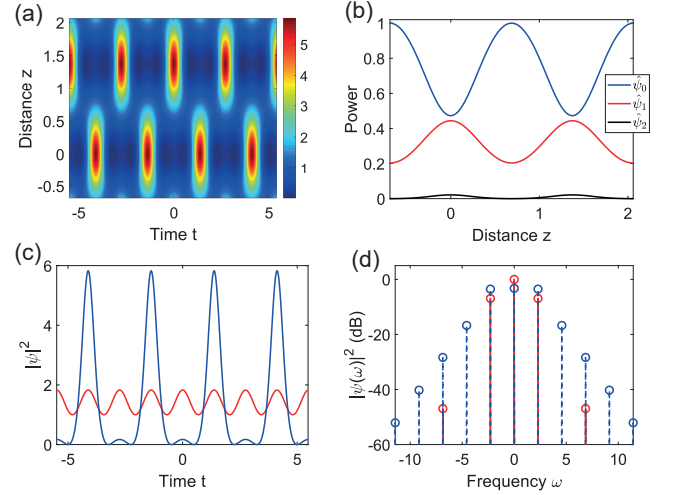 (a)
2
1.5
1
0.5
0
-0.5
Distance z
-5
0
5
Time t
5
4
3
2
1
(b)
1
0.8
0.6
0.4
0.2
0
Power
ψ̂₀
ψ̂₁
ψ̂₂
0
1
2
Distance z
(c)
6
4
2
0
|ψ|²
-5
0
5
Time t
(d)
0
-20
-40
-60
|ψ(ω)|² (dB)
-10
-5
0
5
10
Frequency ω